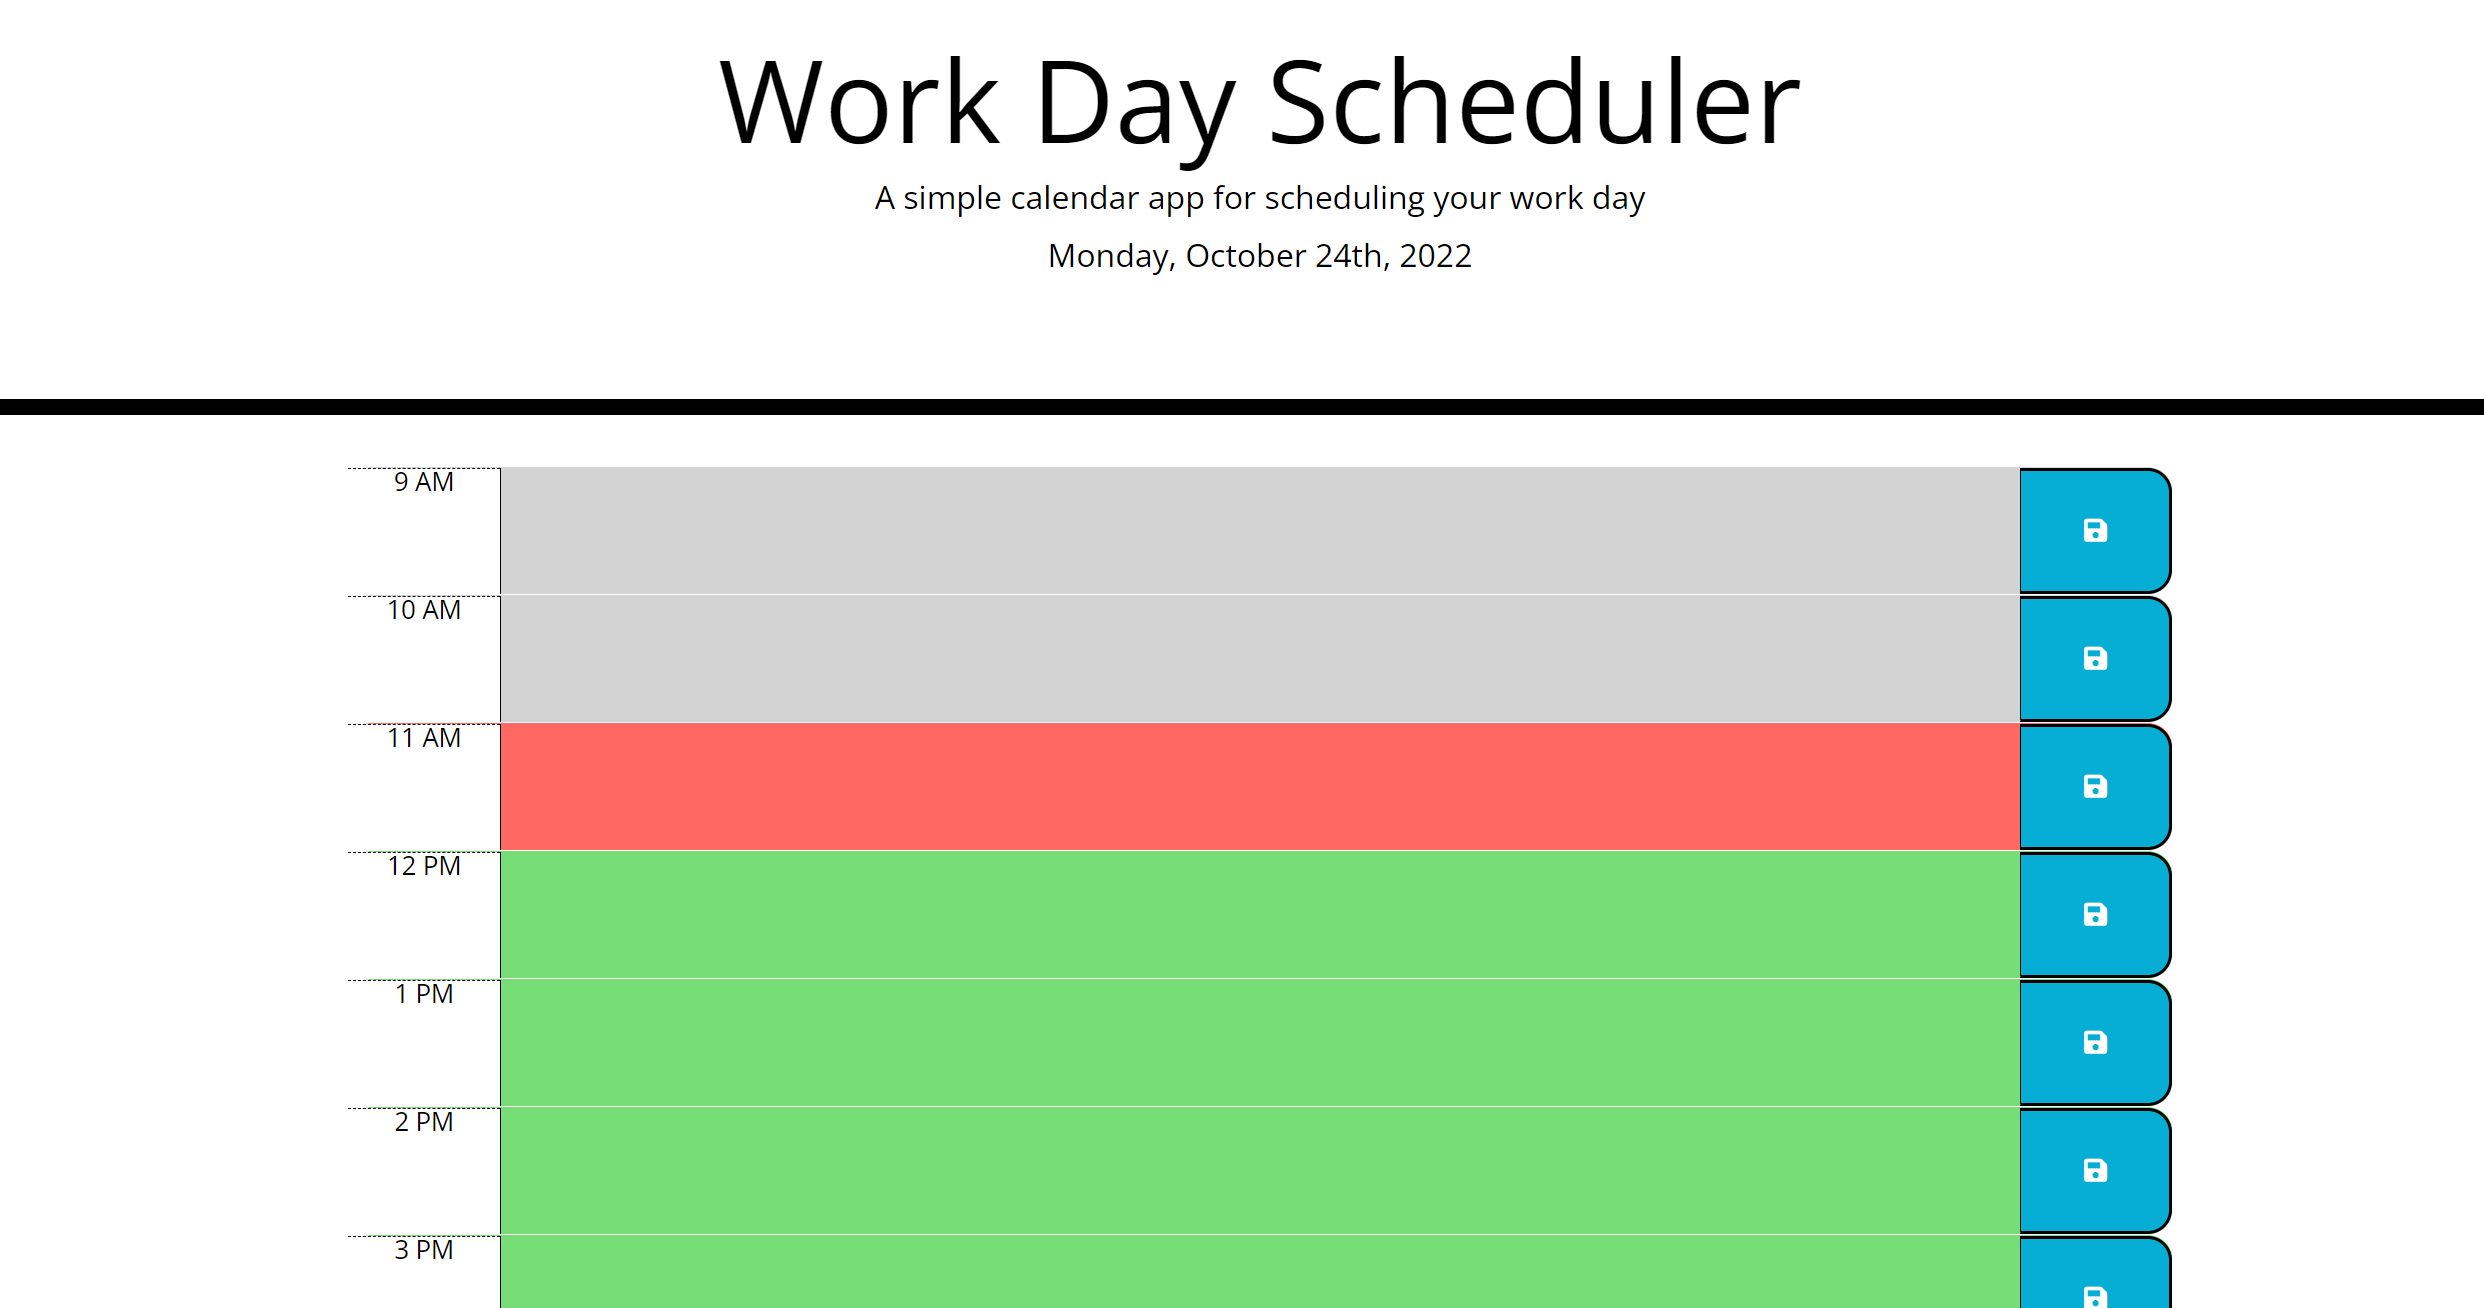 Work Day Scheduler
A simple calendar app for scheduling your work day
Monday, October 24th, 2022
9 AM
10 AM
11 AM
12 PM
1 PM
2 PM
3 PM